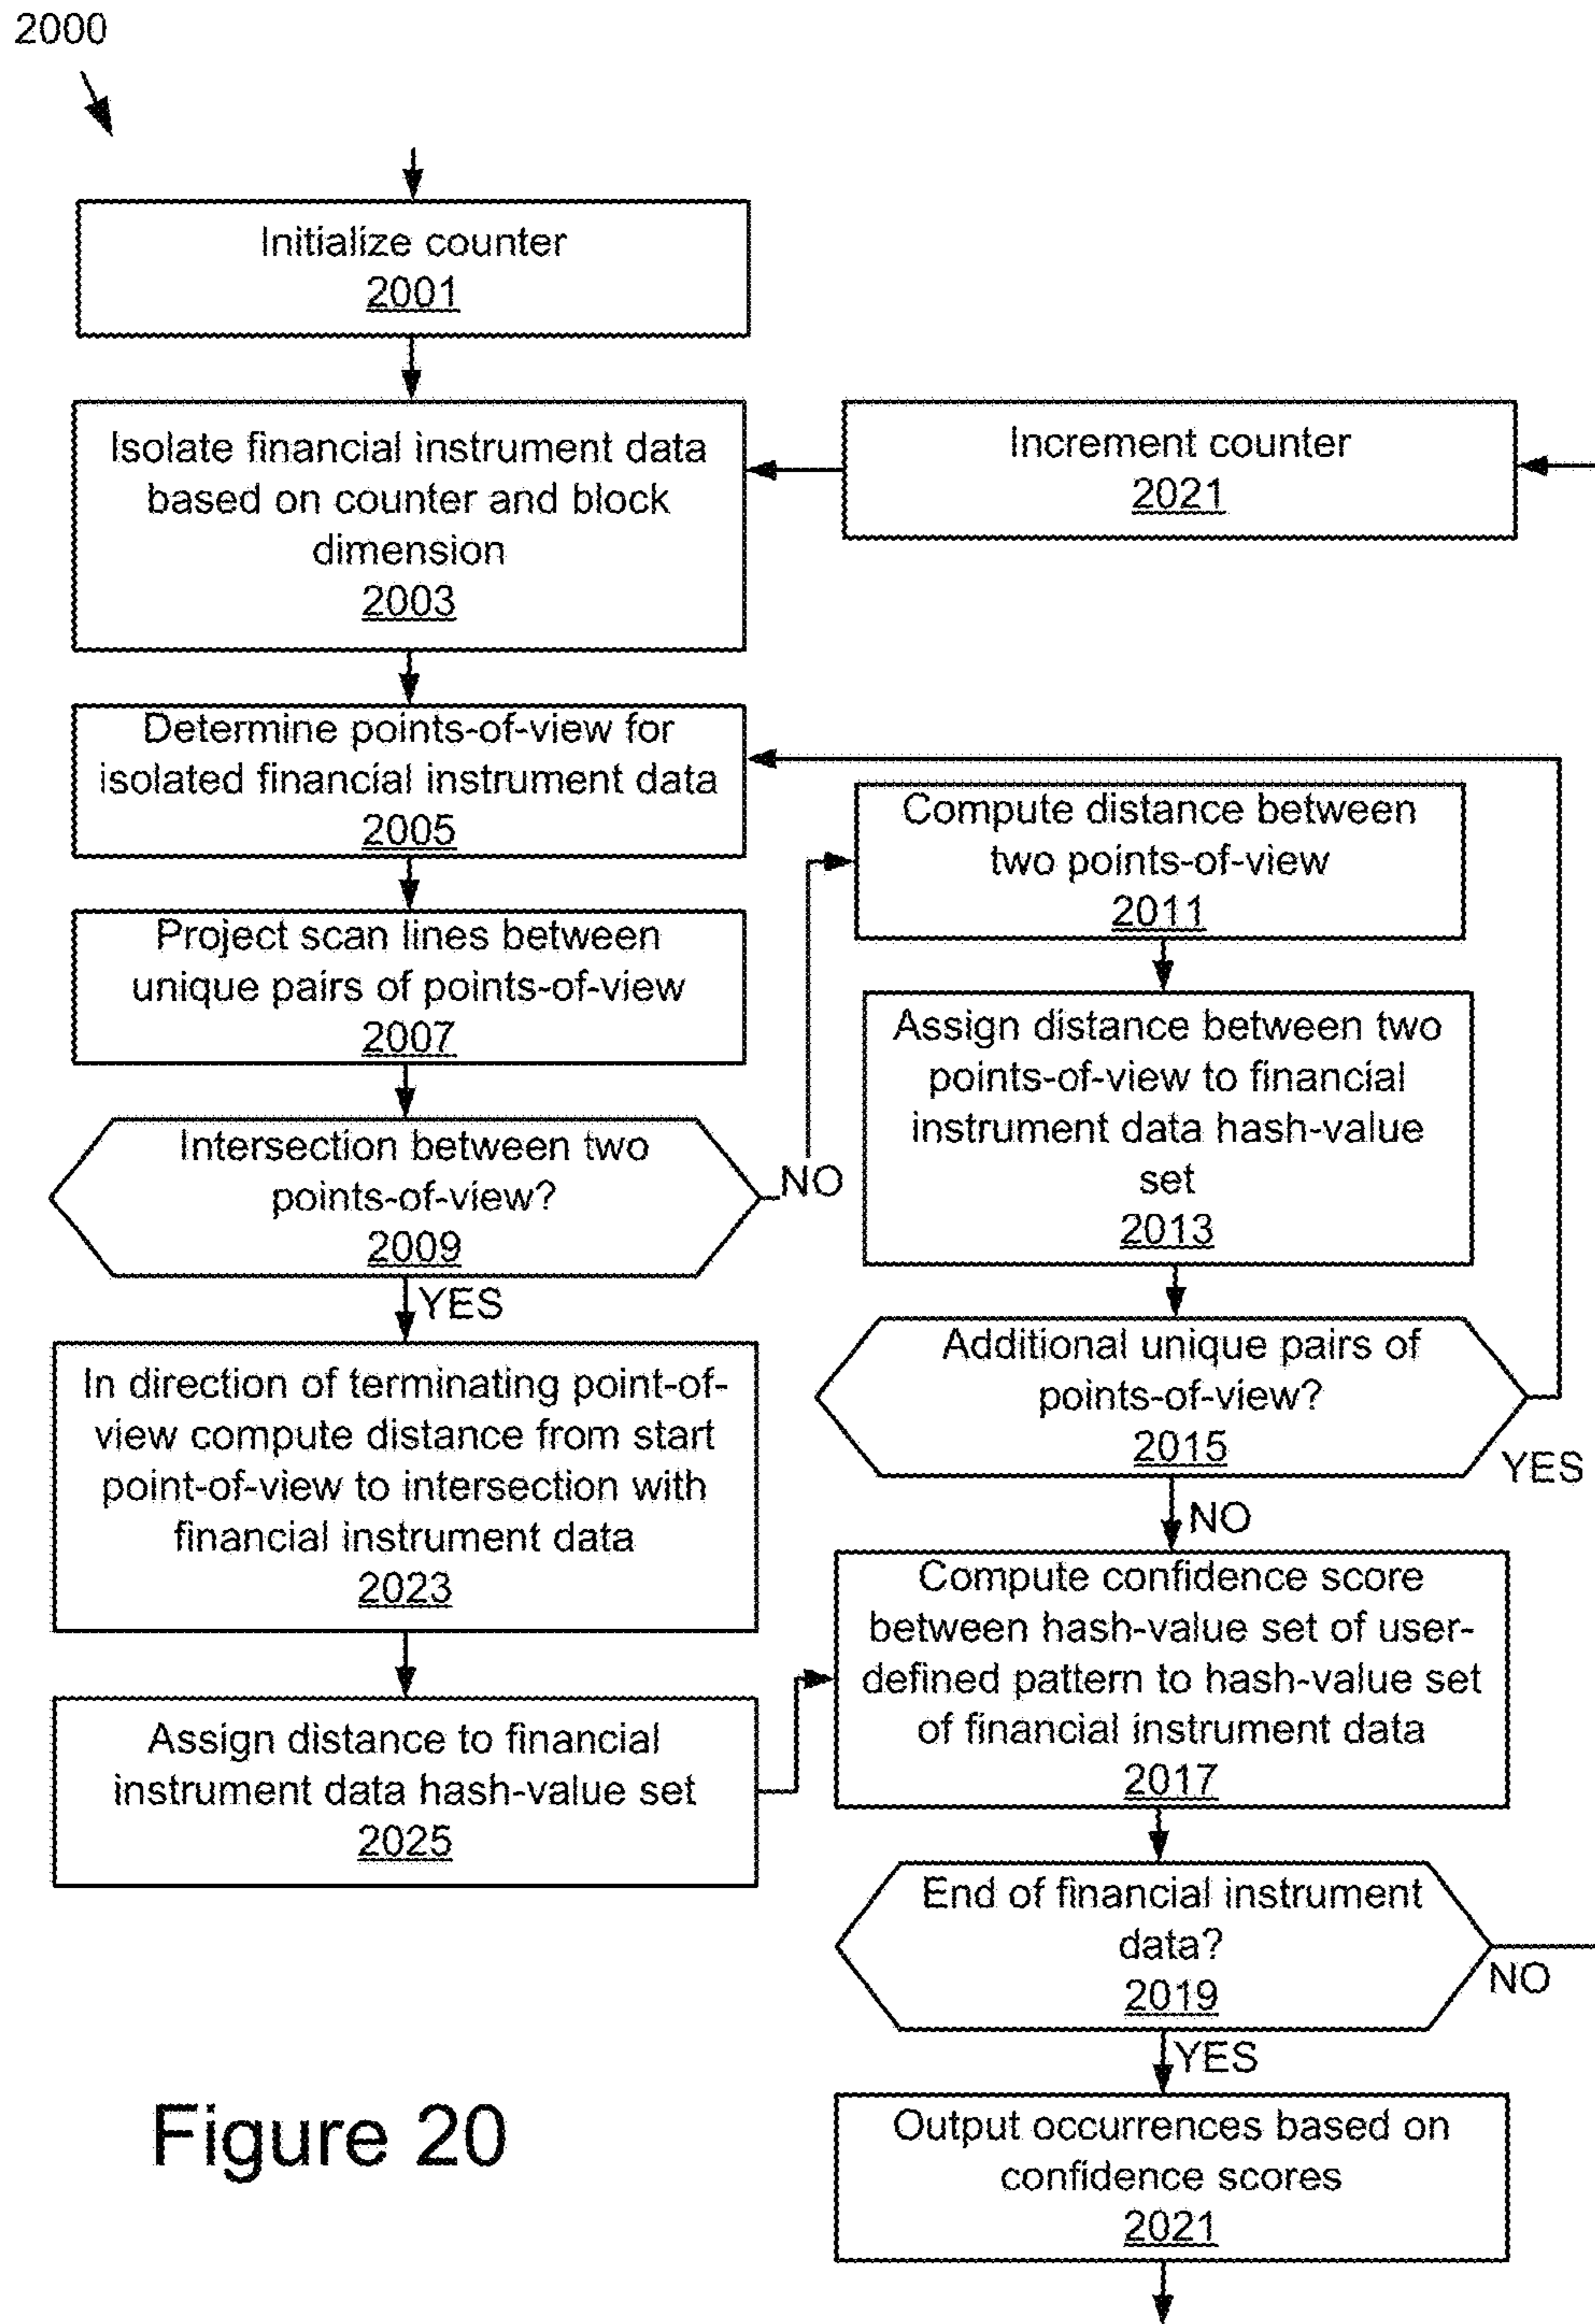 2000
Initialize counter
2001
Isolate financial instrument data
based on counter and block
dimension
2003
Increment counter
2021
Determine points-of-view for
isolated financial instrument data
2005
Project scan lines between
unique pairs of points-of-view
2007
Intersection between two
points-of-view?
2009
NO
YES
Compute distance between
two points-of-view
2011
Assign distance between two
points-of-view to financial
instrument data hash-value
set
2013
Additional unique pairs of
points-of-view?
2015
YES
NO
In direction of terminating point-of-
view compute distance from start
point-of-view to intersection with
financial instrument data
2023
Assign distance to financial
instrument data hash-value set
2025
Compute confidence score
between hash-value set of user-
defined pattern to hash-value set
of financial instrument data
2017
End of financial instrument
data?
2019
NO
YES
Output occurrences based on
confidence scores
2021
Figure 20